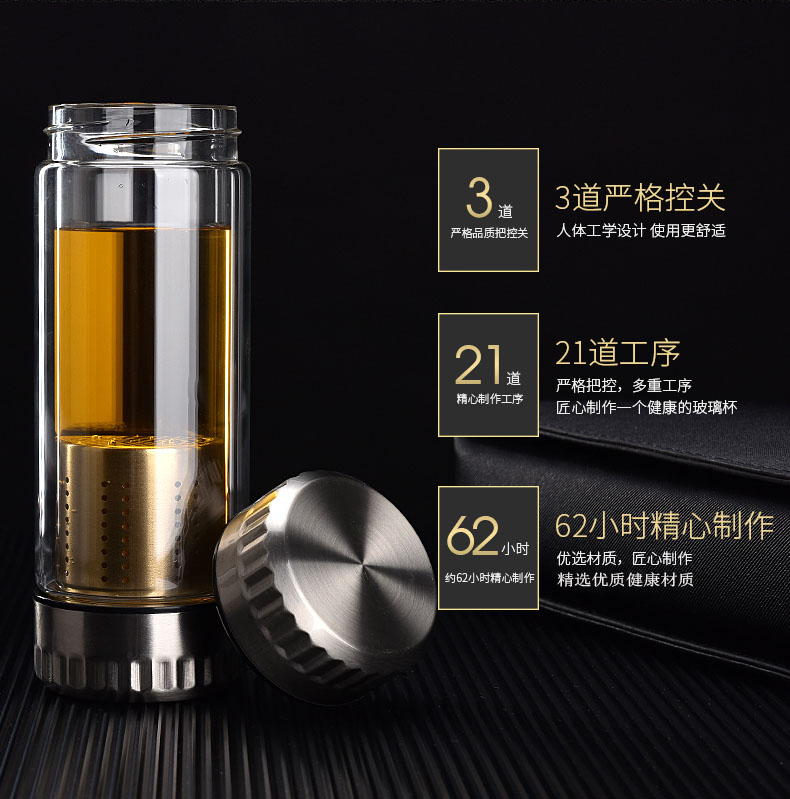 3道
严格品质把控关
3道严格控关
人体工学设计 使用更舒适
21道
精心制作工序
21道工序
严格把控，多重工序
匠心制作一个健康的玻璃杯
62小时
约62小时精心制作
62小时精心制作
优选材质，匠心制作
精选优质健康材质